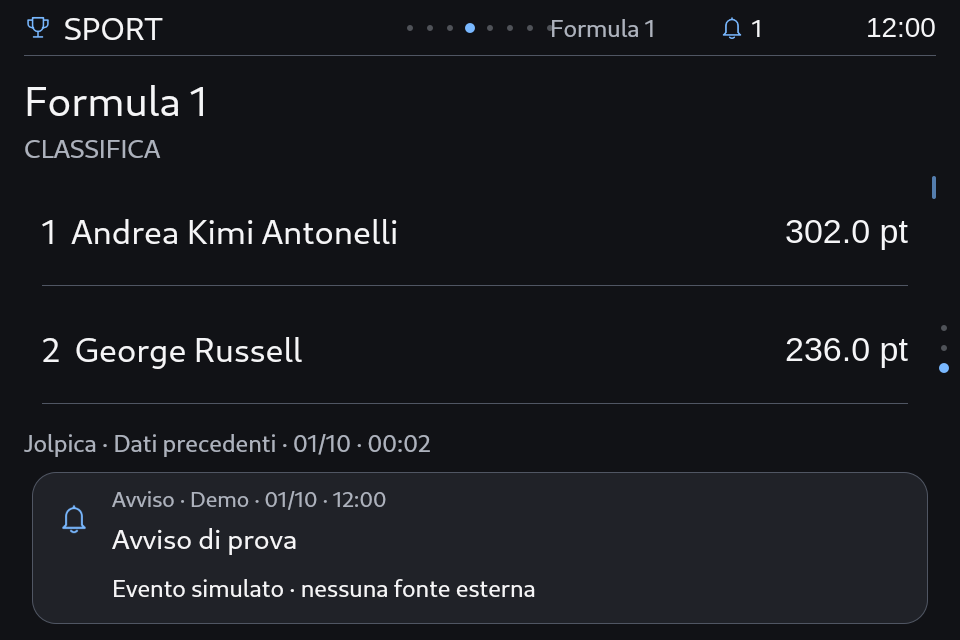 SPORT Formula 1 1 12:00
Formula 1
CLASSIFICA
1 Andrea Kimi Antonelli 302.0 pt
2 George Russell 236.0 pt
Jolpica · Dati precedenti · 01/10 · 00:02
Avviso · Demo · 01/10 · 12:00
Avviso di prova
Evento simulato · nessuna fonte esterna